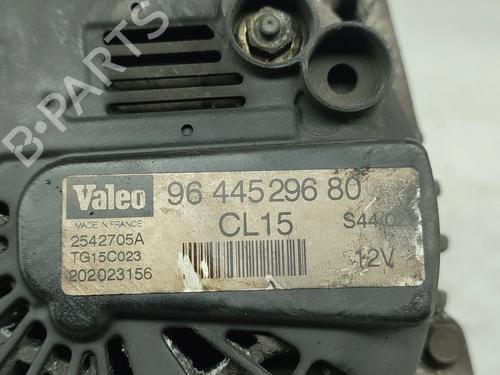 B-PARTS
Valeo
96 445 296 80
MADE IN FRANCE
CL15
2542705A
TG15C023
12V
202023156